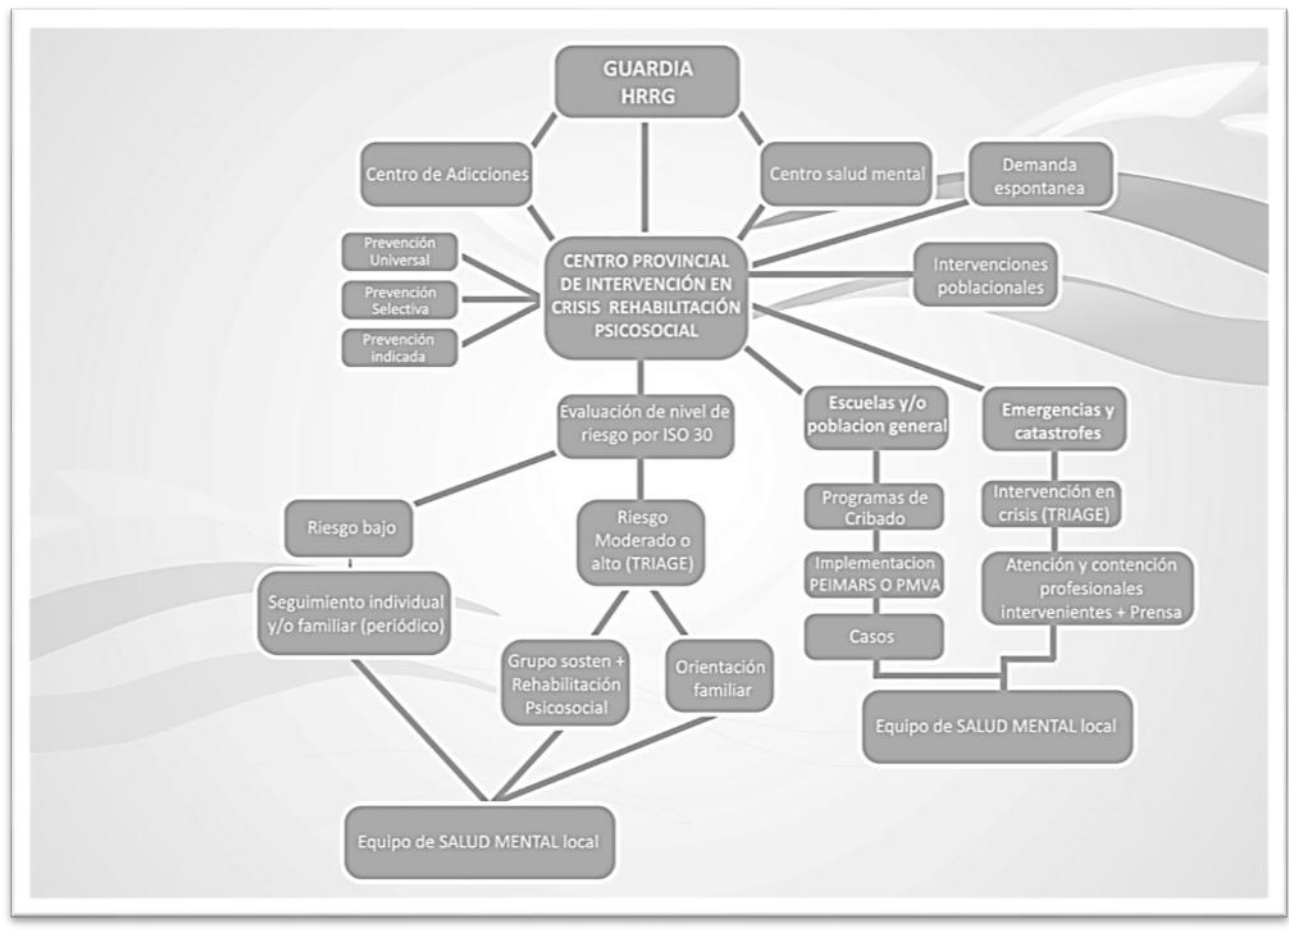 GUARDIA
HRRG
Centro de Adicciones
Centro salud mental
Demanda
espontanea
Prevención
Universal
Prevención
Selectiva
Prevención
indicada
CENTRO PROVINCIAL
DE INTERVENCIÓN EN
CRISIS REHABILITACIÓN
PSICOSOCIAL
Intervenciones
poblacionales
Evaluación de nivel de
riesgo por ISO 30
Escuelas y/o
poblacion general
Emergencias y
catastrofes
Riesgo bajo
Riesgo
Moderado o
alto (TRIAGE)
Programas de
Cribado
Intervención en
crisis (TRIAGE)
Seguimiento individual
y/o familiar (periódico)
Implementacion
PEIMARS O PMVA
Atención y contención
profesionales
intervenientes + Prensa
Grupo sosten +
Rehabilitación
Psicosocial
Orientación
familiar
Casos
Equipo de SALUD MENTAL local
Equipo de SALUD MENTAL local